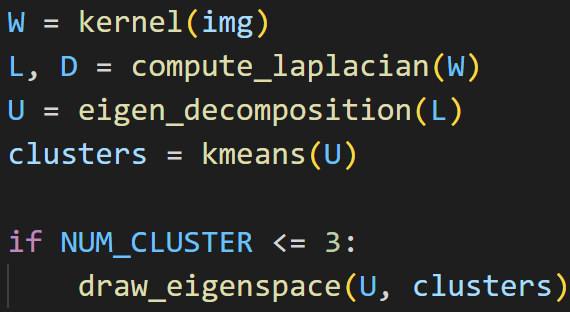 W = kernel(img)
L, D = compute_laplacian(W)
U = eigen_decomposition(L)
clusters = kmeans(U)
if NUM_CLUSTER <= 3:
draw_eigenspace(U, clusters)